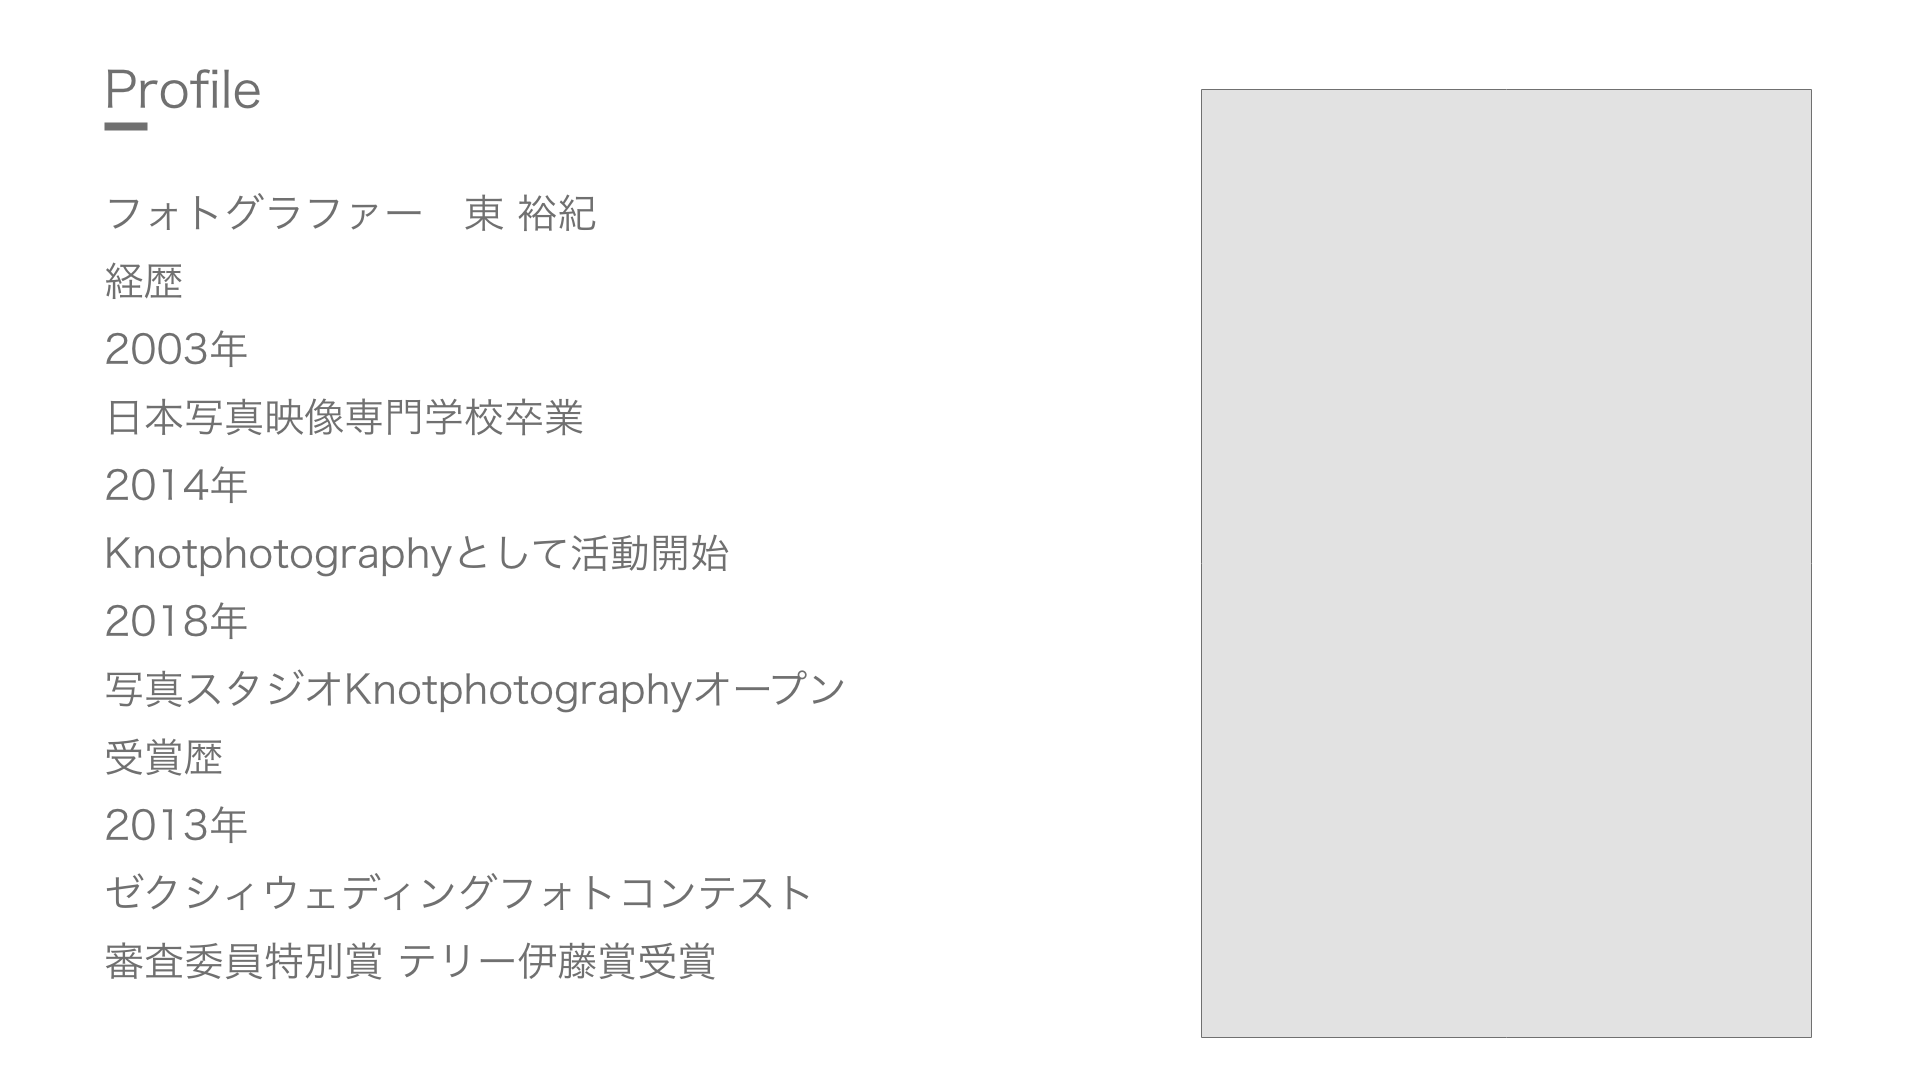 Profile
フォトグラファー　東 裕紀
経歴
2003年
日本写真映像専門学校卒業
2014年
Knotphotographyとして活動開始
2018年
写真スタジオKnotphotographyオープン
受賞歴
2013年
ゼクシィウェディングフォトコンテスト
審査委員特別賞 テリー伊藤賞受賞